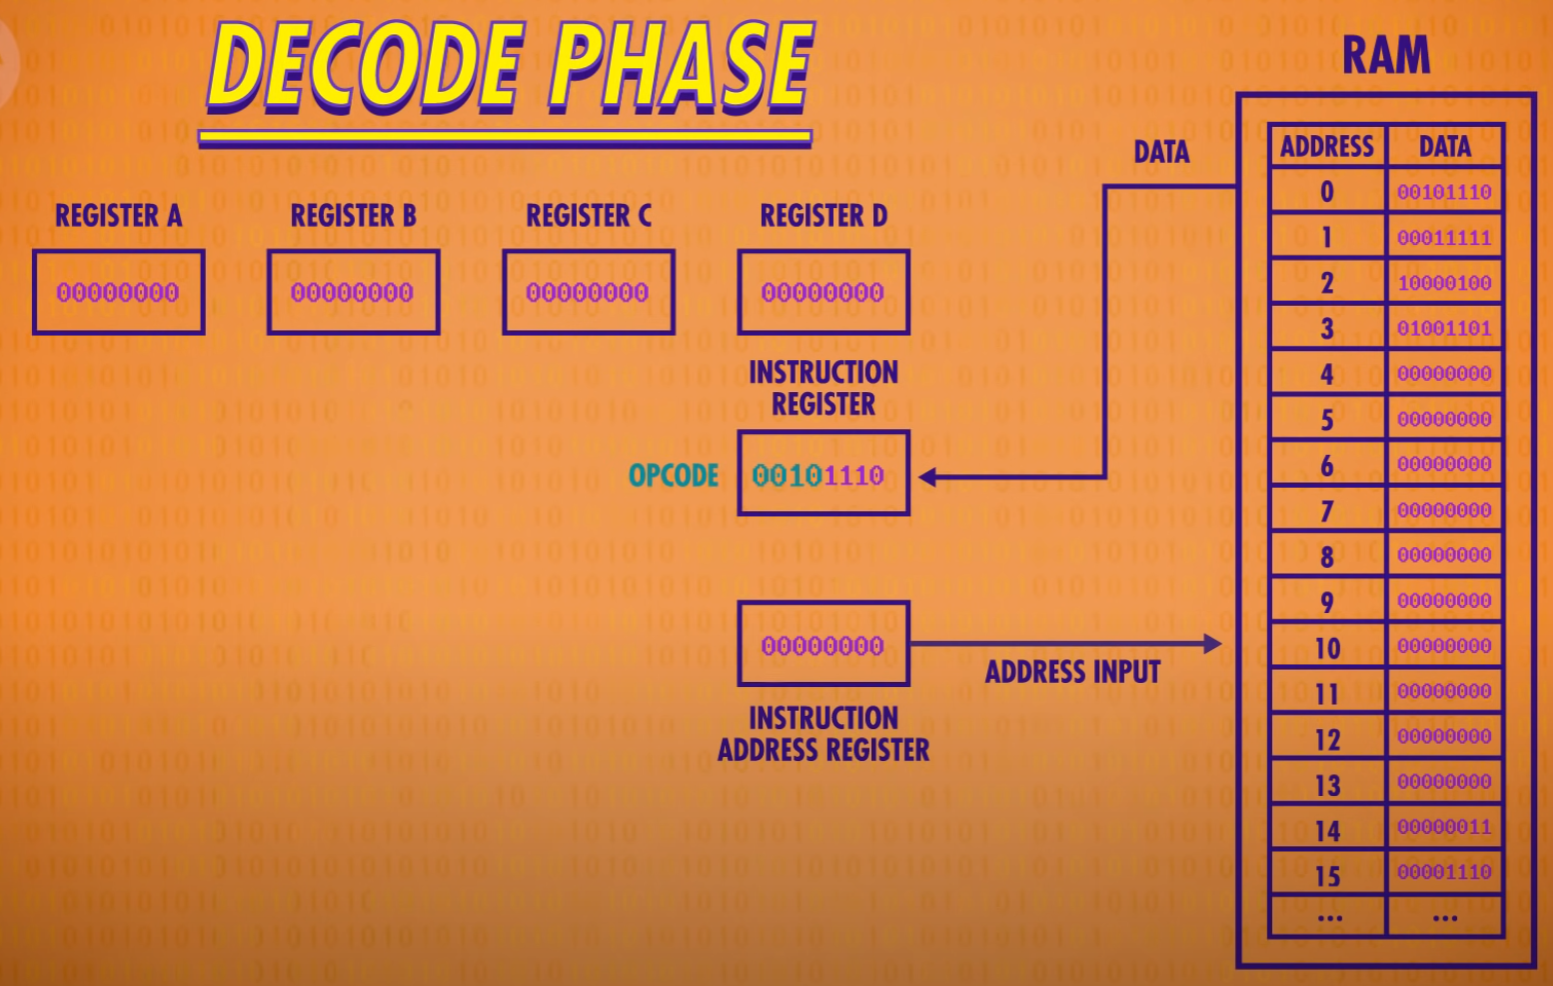 DECODE PHASE
REGISTER A
00000000
REGISTER B
00000000
REGISTER C
00000000
REGISTER D
00000000
INSTRUCTION
REGISTER
OPCODE 00101110
00000000
INSTRUCTION
ADDRESS REGISTER
DATA
ADDRESS INPUT
RAM
ADDRESS DATA
0 00101110
1 00011111
2 10000100
3 01001101
4 00000000
5 00000000
6 00000000
7 00000000
8 00000000
9 00000000
10 00000000
11 00000000
12 00000000
13 00000000
14 00000011
15 00001110
... ...